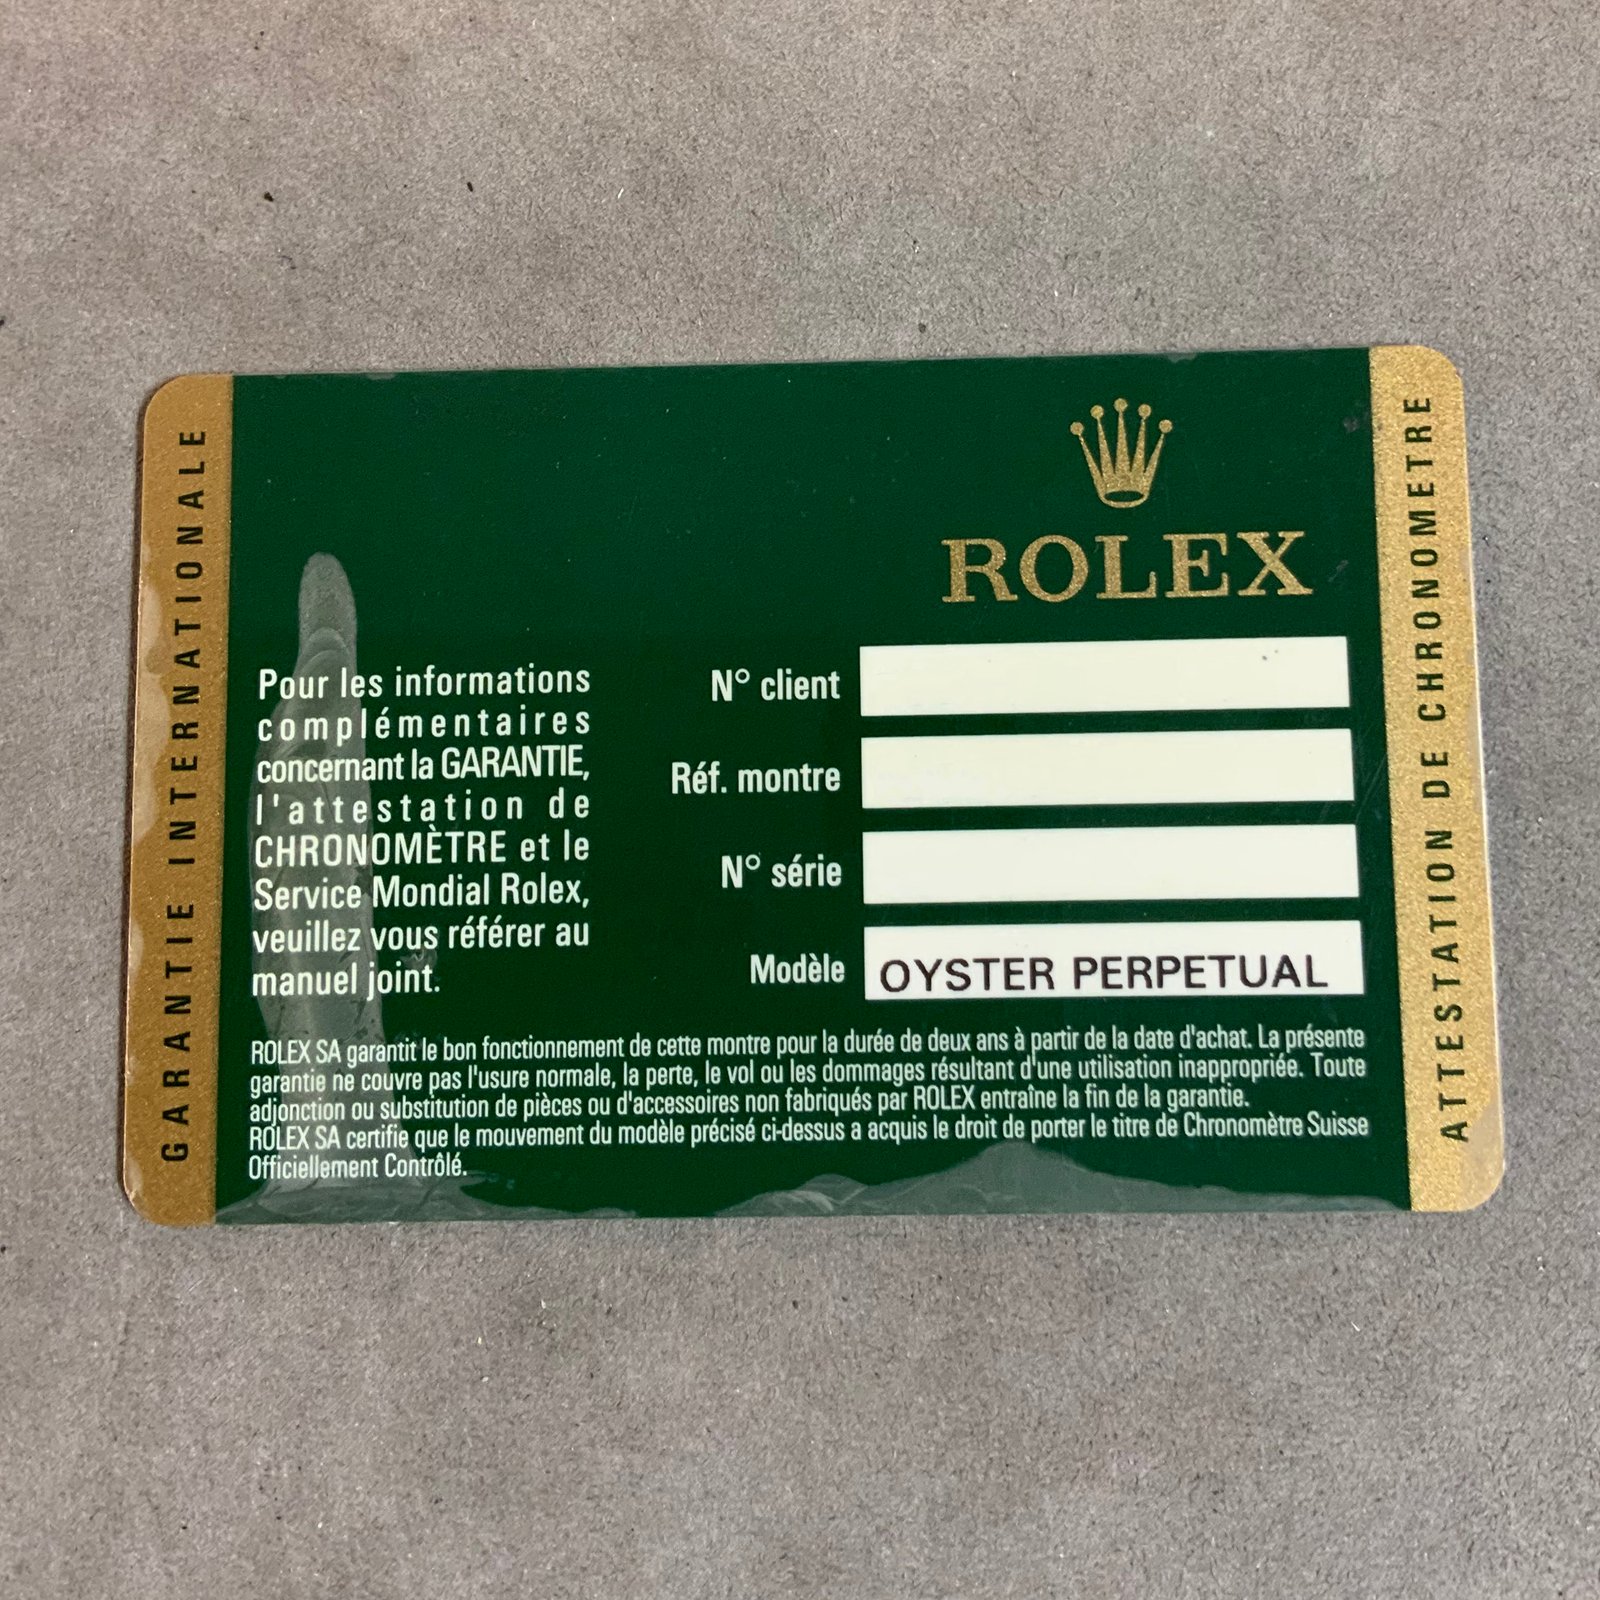 GARANTIE INTERNATIONALE
ROLEX
Pour les informations
complémentaires
concernant la GARANTIE,
l'attestation de
CHRONOMÈTRE et le
Service Mondial Rolex,
veuillez vous référer au
manuel joint.
N° client
Réf. montre
N° série
Modèle OYSTER PERPETUAL
ROLEX SA garantit le bon fonctionnement de cette montre pour la durée de deux ans à partir de la date d'achat. La présente
garantie ne couvre pas l'usure normale, la perte, le vol ou les dommages résultant d'une utilisation inappropriée. Toute
adjonction ou substitution de pièces ou d'accessoires non fabriqués par ROLEX entraîne la fin de la garantie.
ROLEX SA certifie que le mouvement du modèle précisé ci-dessus a acquis le droit de porter le titre de Chronomètre Suisse
Officiellement Contrôlé.
ATTESTATION DE CHRONOMETRE